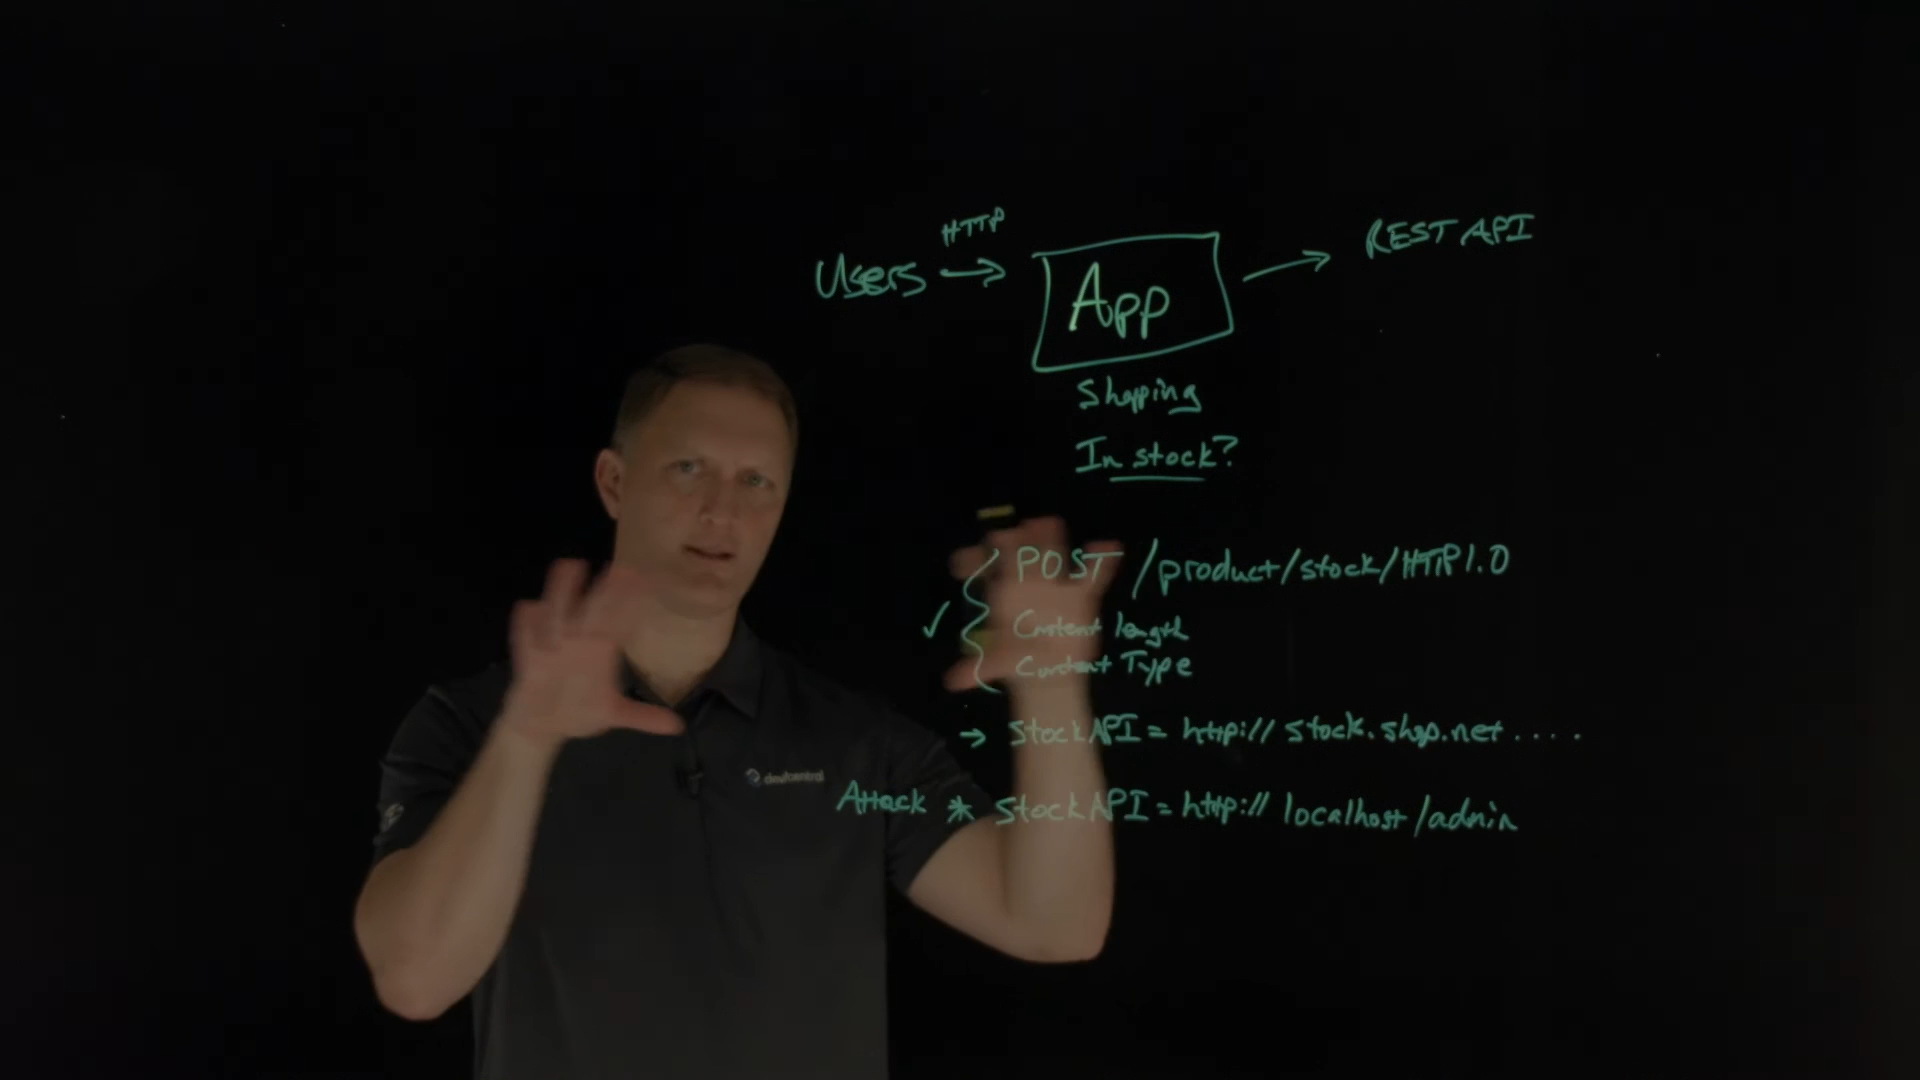 HTTP
Users → App → REST API
Shopping
In stock?
POST /product/stock/HTTP1.0
Content length
Content Type
→ stockAPI = http://stock.shop.net....
Attack * stockAPI = http://localhost/admin
devcentral